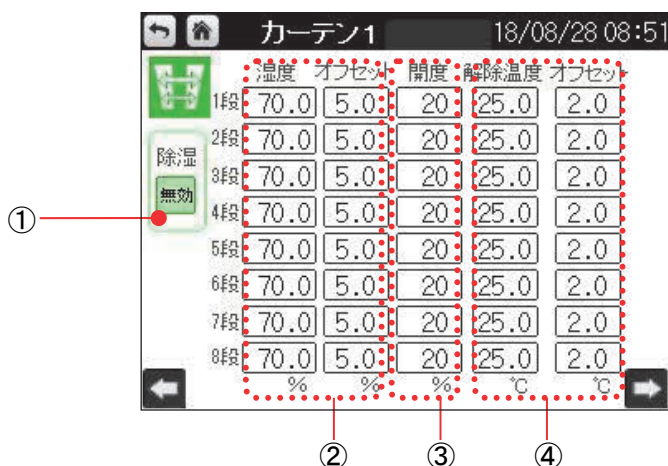 カーテン1 18/08/28 08:51
湿度 オフセット 開度 解除温度 オフセット
1段 70.0 5.0 20 25.0 2.0
2段 70.0 5.0 20 25.0 2.0
除湿
3段 70.0 5.0 20 25.0 2.0
無効
① 4段 70.0 5.0 20 25.0 2.0
5段 70.0 5.0 20 25.0 2.0
6段 70.0 5.0 20 25.0 2.0
7段 70.0 5.0 20 25.0 2.0
8段 70.0 5.0 20 25.0 2.0
% % % ℃ ℃
② ③ ④